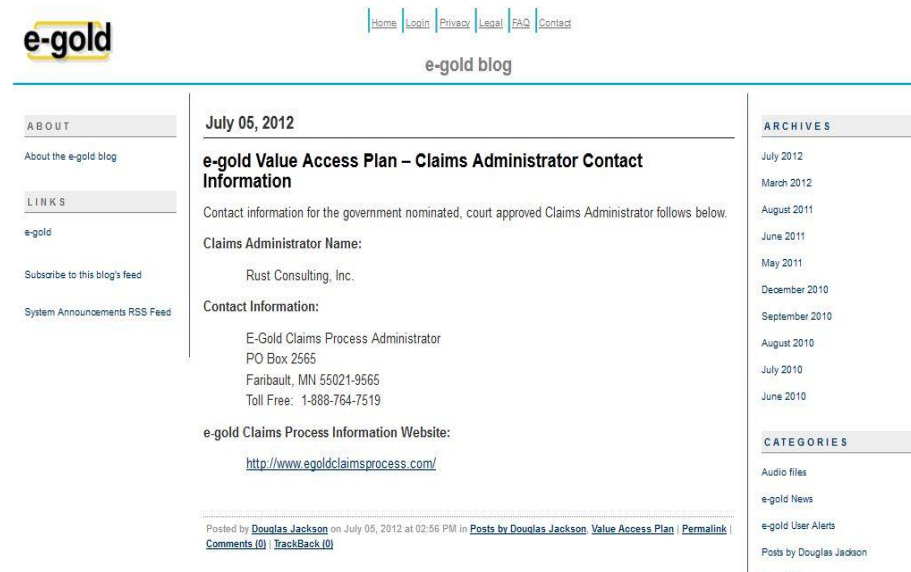 e-gold
Home Login Privacy Legal FAQ Contact
e-gold blog
ABOUT
About the e-gold blog
LINKS
e-gold
Subscribe to this blog's feed
System Announcements RSS Feed
July 05, 2012
e-gold Value Access Plan – Claims Administrator Contact
Information
Contact information for the government nominated, court approved Claims Administrator follows below.
Claims Administrator Name:
Rust Consulting, Inc.
Contact Information:
E-Gold Claims Process Administrator
PO Box 2565
Faribault, MN 55021-9565
Toll Free: 1-888-764-7519
e-gold Claims Process Information Website:
http://www.egoldclaimsprocess.com/
Posted by Douglas Jackson on July 05, 2012 at 02:56 PM in Posts by Douglas Jackson, Value Access Plan | Permalink |
Comments (0) | TrackBack (0)
ARCHIVES
July 2012
March 2012
August 2011
June 2011
May 2011
December 2010
September 2010
August 2010
July 2010
June 2010
CATEGORIES
Audio files
e-gold News
e-gold User Alerts
Posts by Douglas Jackson